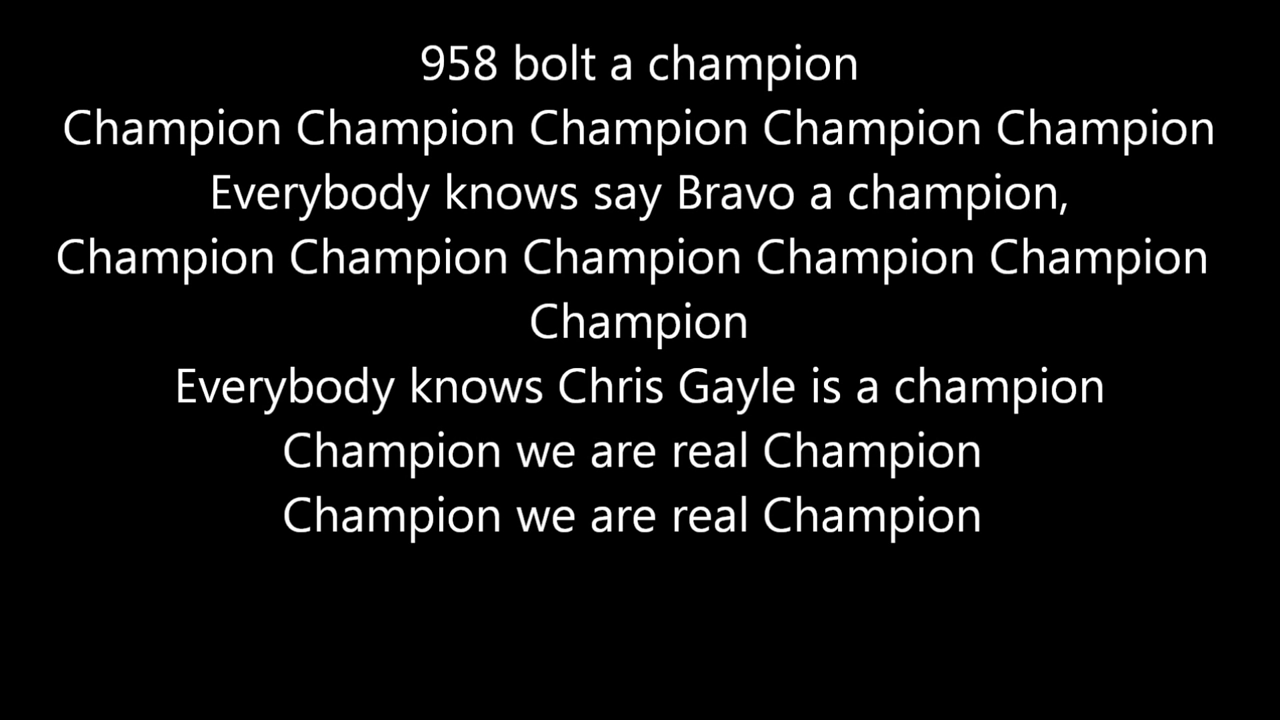 958 bolt a champion
Champion Champion Champion Champion Champion
Everybody knows say Bravo a champion,
Champion Champion Champion Champion Champion
Champion
Everybody knows Chris Gayle is a champion
Champion we are real Champion
Champion we are real Champion